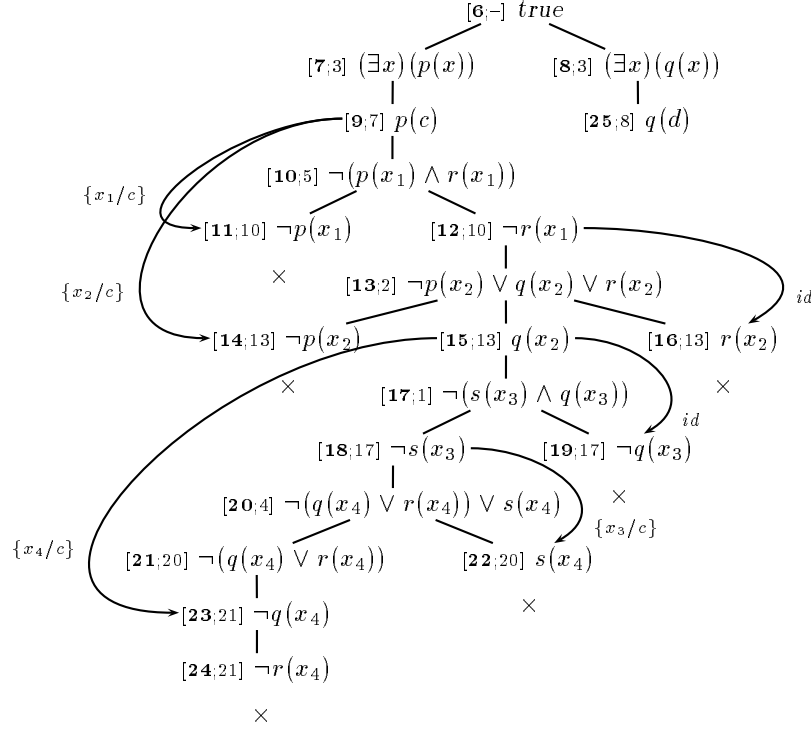 [6;–] true
[7;3] (∃x)(p(x)) [8;3] (∃x)(q(x))
[9;7] p(c) [25;8] q(d)
[10;5] ¬(p(x₁) ∧ r(x₁))
{x₁/c}
[11;10] ¬p(x₁) [12;10] ¬r(x₁)
×
[13;2] ¬p(x₂) ∨ q(x₂) ∨ r(x₂)
{x₂/c} id
[14;13] ¬p(x₂) [15;13] q(x₂) [16;13] r(x₂)
× ×
[17;1] ¬(s(x₃) ∧ q(x₃))
id
[18;17] ¬s(x₃) [19;17] ¬q(x₃)
×
[20;4] ¬(q(x₄) ∨ r(x₄)) ∨ s(x₄)
{x₃/c}
{x₄/c}
[21;20] ¬(q(x₄) ∨ r(x₄)) [22;20] s(x₄)
×
[23;21] ¬q(x₄)
[24;21] ¬r(x₄)
×